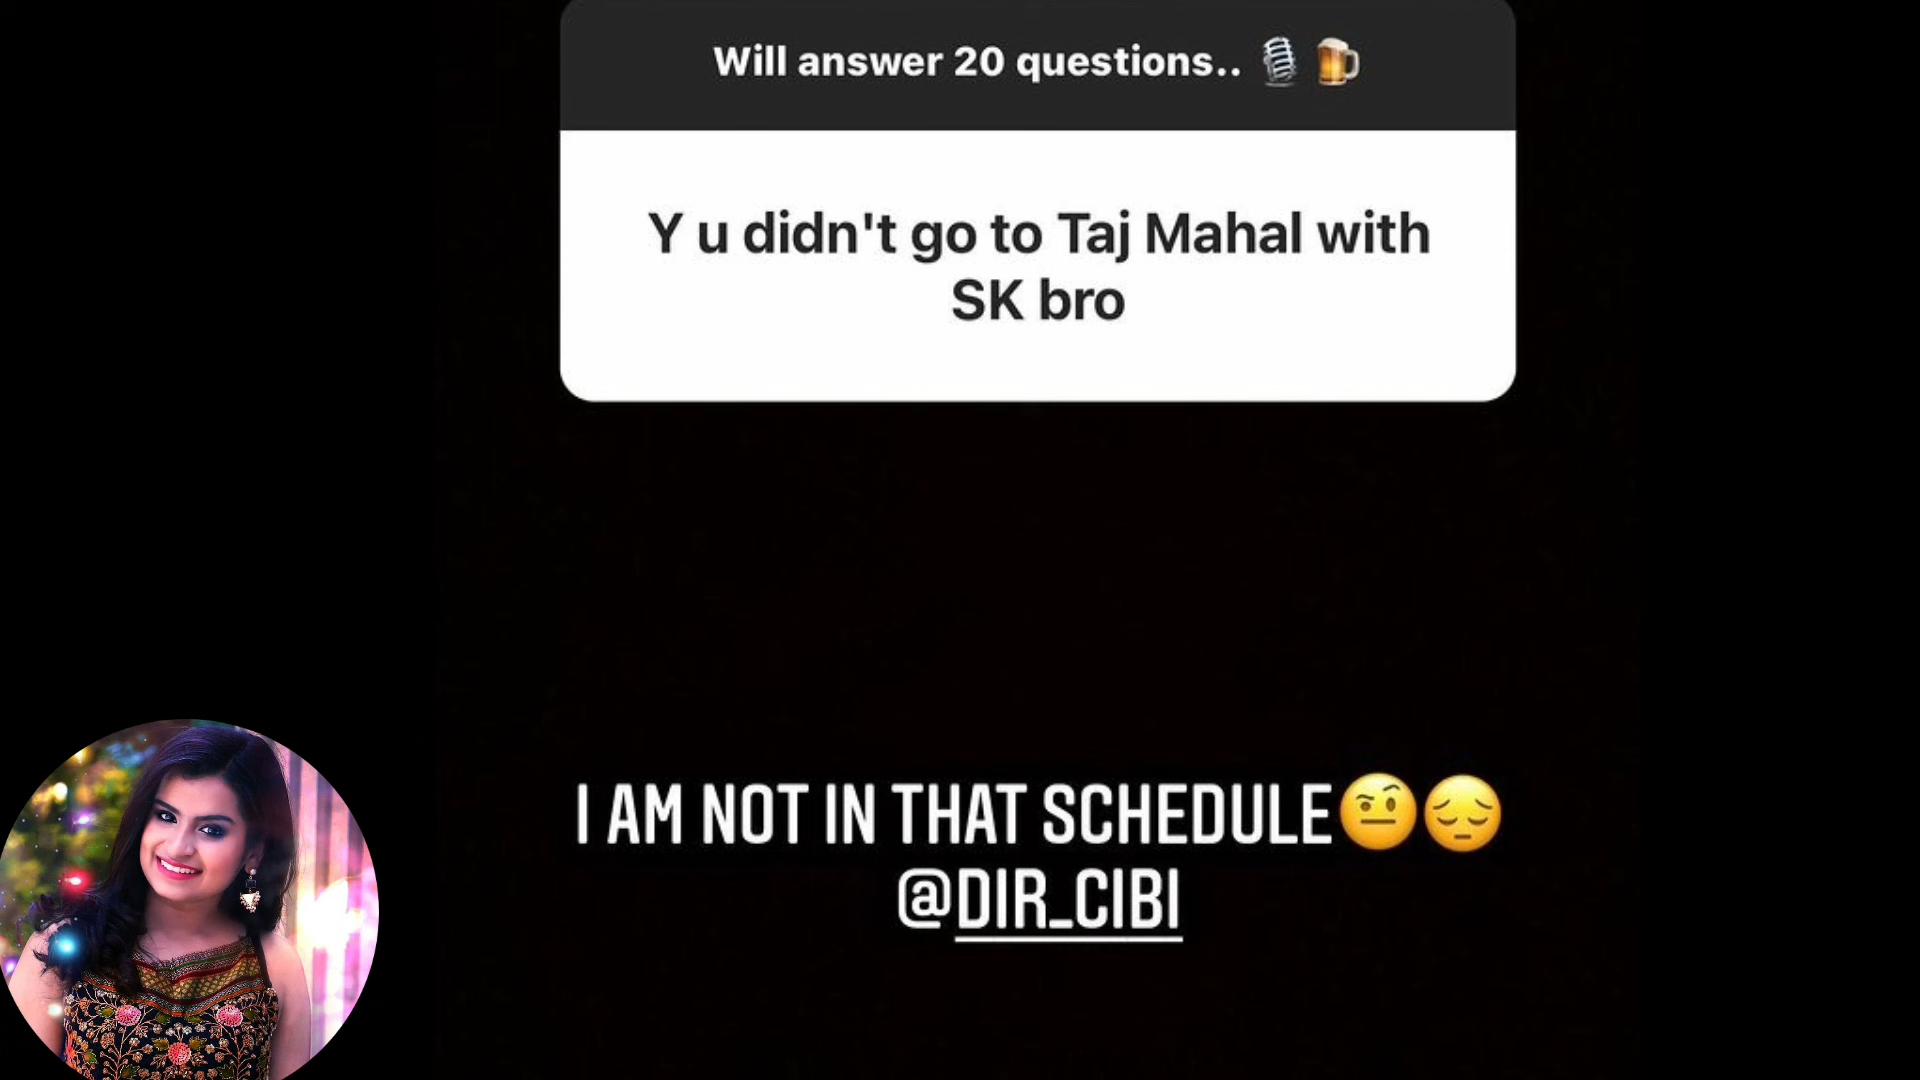 Will answer 20 questions.. 🎙️🍺
Y u didn't go to Taj Mahal with
SK bro
I AM NOT IN THAT SCHEDULE🤨😔
@DIR_CIBI